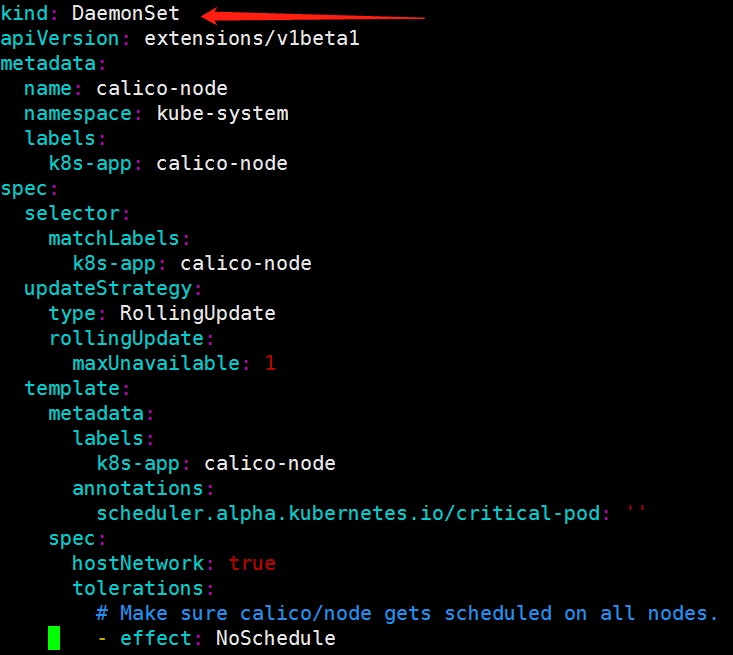 kind: DaemonSet
apiVersion: extensions/v1beta1
metadata:
  name: calico-node
  namespace: kube-system
  labels:
    k8s-app: calico-node
spec:
  selector:
    matchLabels:
      k8s-app: calico-node
  updateStrategy:
    type: RollingUpdate
    rollingUpdate:
      maxUnavailable: 1
  template:
    metadata:
      labels:
        k8s-app: calico-node
      annotations:
        scheduler.alpha.kubernetes.io/critical-pod: ''
    spec:
      hostNetwork: true
      tolerations:
        # Make sure calico/node gets scheduled on all nodes.
        - effect: NoSchedule